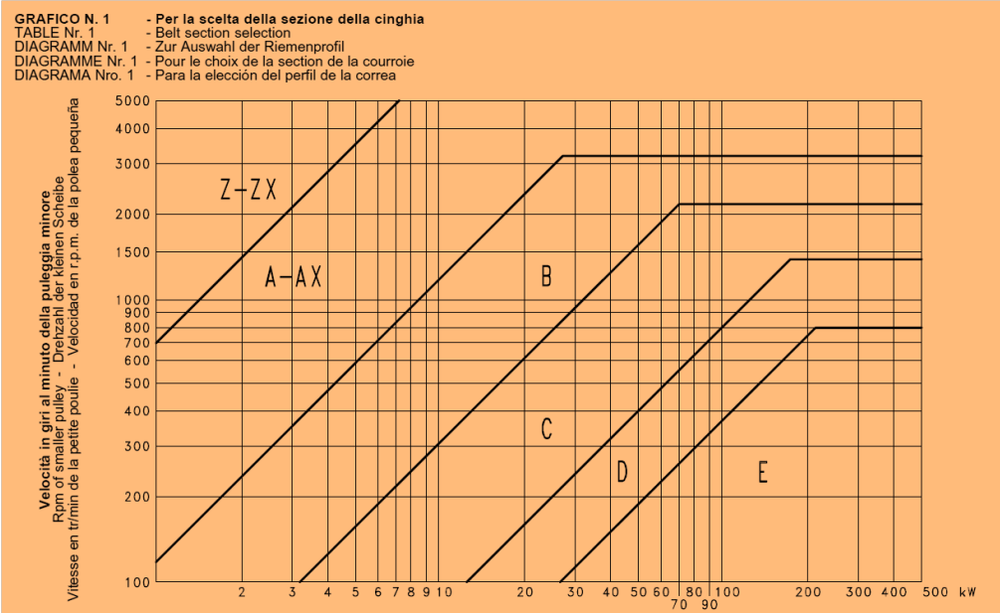 GRAFICO N. 1 - Per la scelta della sezione della cinghia
TABLE Nr. 1 - Belt section selection
DIAGRAMM Nr. 1 - Zur Auswahl der Riemenprofil
DIAGRAMME Nr. 1 - Pour le choix de la section de la courroie
DIAGRAMA Nro. 1 - Para la elección del perfil de la correa
Velocità in giri al minuto della puleggia minore
Rpm of smaller pulley - Drehzahl der kleinen Scheibe
Vitesse en tr/min de la petite poulie - Velocidad en r.p.m. de la polea pequeña
5000
4000
3000
2000
1500
1000
900
800
700
600
500
400
300
200
100
Z-ZX
A-AX
B
C
D
E
2 3 4 5 6 7 8 9 10 20 30 40 50 60 80 100 200 300 400 500 kW
70 90